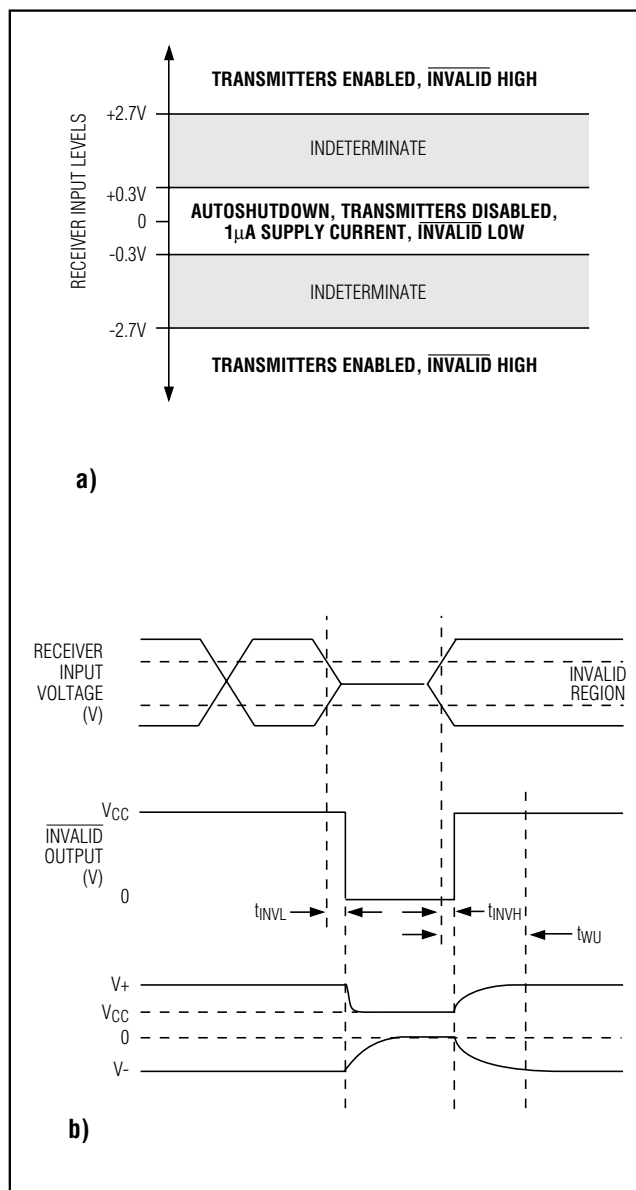 TRANSMITTERS ENABLED, INVALID HIGH
+2.7V
INDETERMINATE
+0.3V
AUTOSHUTDOWN, TRANSMITTERS DISABLED,
0
1µA SUPPLY CURRENT, INVALID LOW
-0.3V
INDETERMINATE
-2.7V
TRANSMITTERS ENABLED, INVALID HIGH
RECEIVER INPUT LEVELS
a)
RECEIVER
INPUT
VOLTAGE
(V)
INVALID
REGION
VCC
INVALID
OUTPUT
(V)
0
tINVL
tINVH
tWU
V+
VCC
0
V-
b)